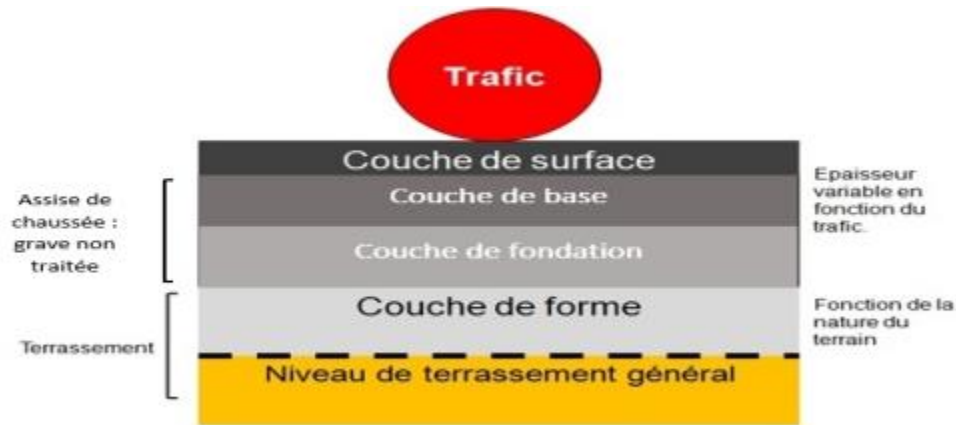 Trafic
Couche de surface
Assise de
chaussée :
grave non
traitée
Couche de base
Couche de fondation
Epaisseur
variable en
fonction du
trafic.
Terrassement
Couche de forme
Niveau de terrassement général
Fonction de la
nature du
terrain